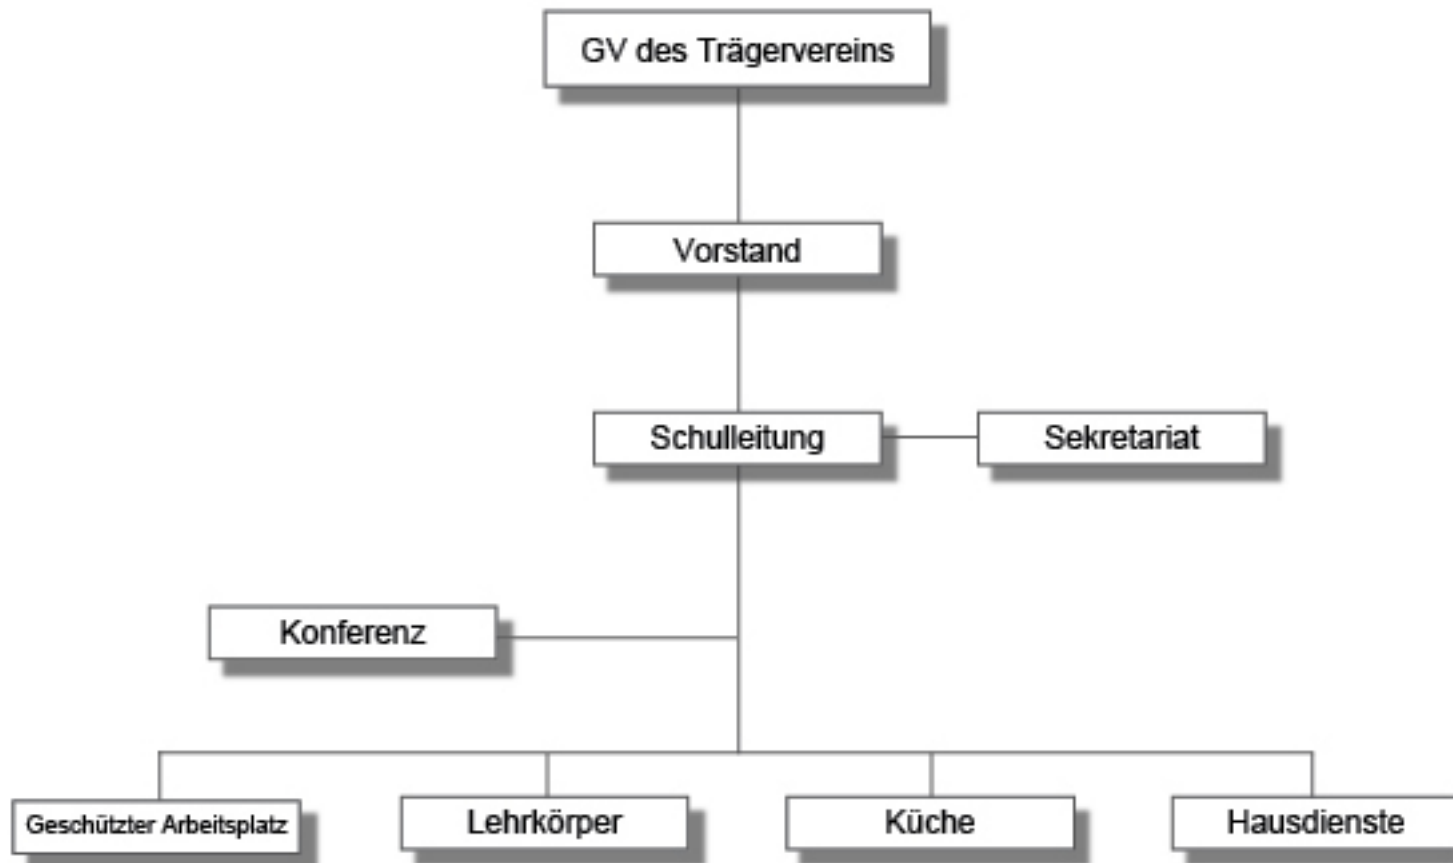 GV des Trägervereins
Vorstand
Schulleitung
Sekretariat
Konferenz
Geschützter Arbeitsplatz
Lehrkörper
Küche
Hausdienste